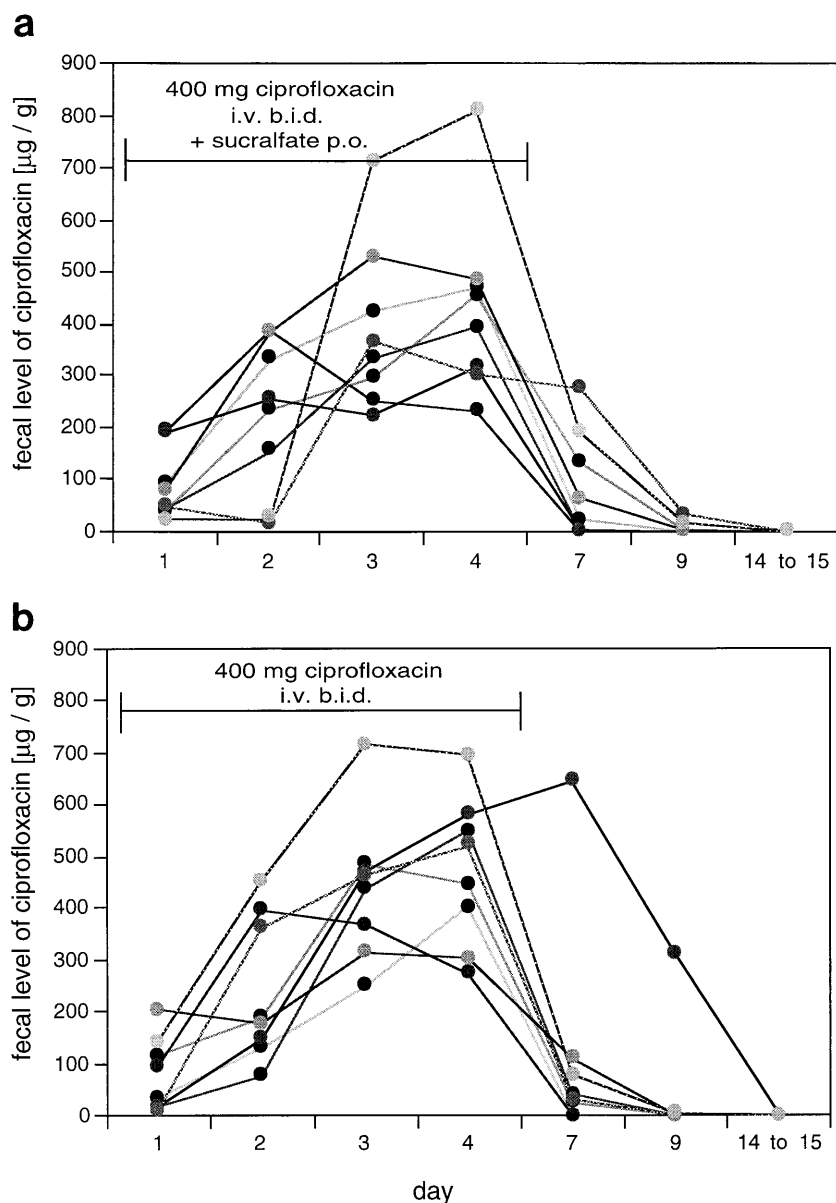 a
fecal level of ciprofloxacin [µg / g]
900
800
700
600
500
400
300
200
100
0
400 mg ciprofloxacin
i.v. b.i.d.
+ sucralfate p.o.
1 2 3 4 7 9 14 to 15
b
fecal level of ciprofloxacin [µg / g]
900
800
700
600
500
400
300
200
100
0
400 mg ciprofloxacin
i.v. b.i.d.
1 2 3 4 7 9 14 to 15
day